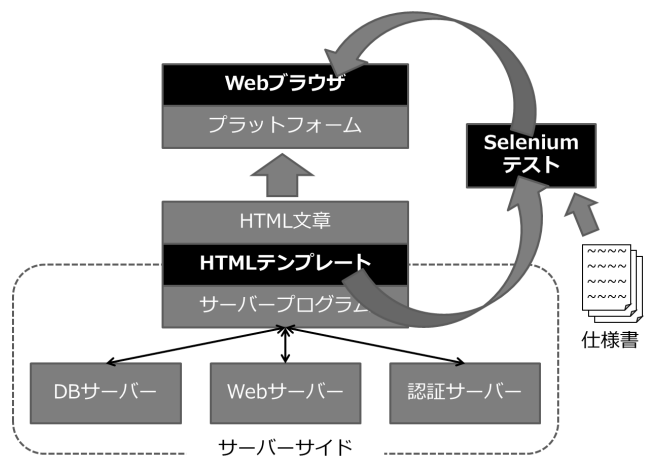 Webブラウザ
プラットフォーム
Selenium
テスト
HTML文章
HTMLテンプレート
サーバープログラム
~~~~
~~~~
~~~~
~~~~
仕様書
DBサーバー
Webサーバー
認証サーバー
サーバーサイド